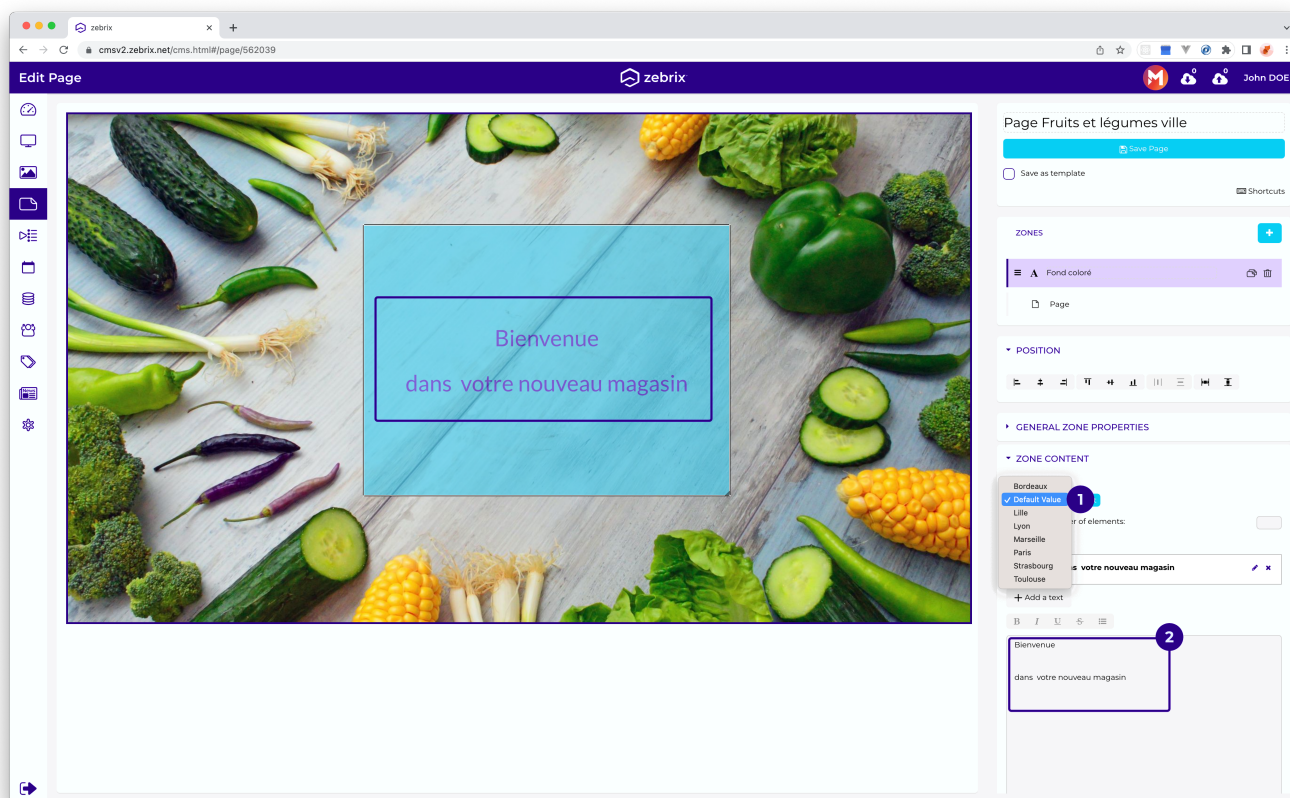 zebrix
cmsv2.zebrix.net/cms.html#/page/562039
Edit Page
zebrix
0
0
John DOE
Page Fruits et légumes ville
Save Page
Save as template
Shortcuts
ZONES
A Fond coloré
Page
POSITION
GENERAL ZONE PROPERTIES
ZONE CONTENT
Bordeaux
✓ Default Value
1
Lille
er of elements:
Lyon
Marseille
Paris
Strasbourg
votre nouveau magasin
Toulouse
+ Add a text
B I U S
2
Bienvenue
dans votre nouveau magasin
Bienvenue
dans votre nouveau magasin
News